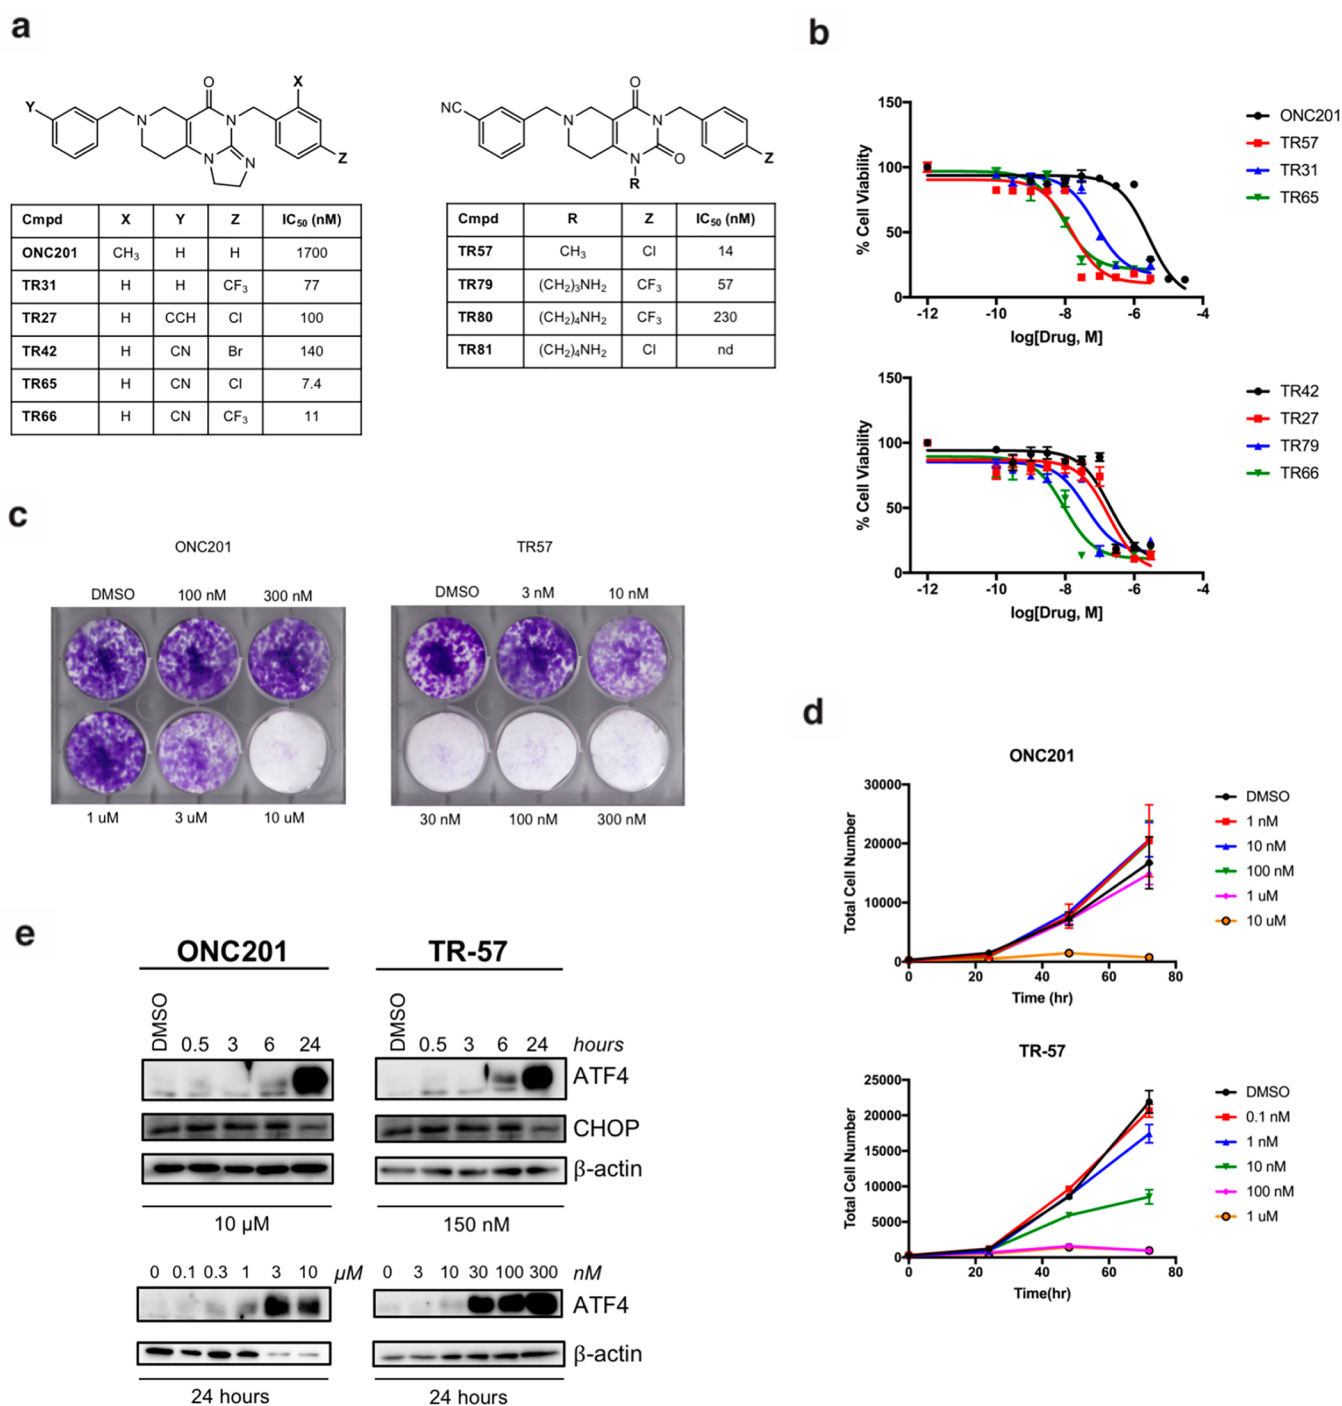 a
Y
N
O
N
X
Z
N
N
NC
N
O
N
O
N
R
Z
Cmpd X Y Z IC50 (nM)
ONC201 CH3 H H 1700
TR31 H H CF3 77
TR27 H CCH Cl 100
TR42 H CN Br 140
TR65 H CN Cl 7.4
TR66 H CN CF3 11
Cmpd R Z IC50 (nM)
TR57 CH3 Cl 14
TR79 (CH2)3NH2 CF3 57
TR80 (CH2)4NH2 CF3 230
TR81 (CH2)4NH2 Cl nd
b
% Cell Viability
150
100
50
0
-12 -10 -8 -6 -4
log[Drug, M]
ONC201
TR57
TR31
TR65
% Cell Viability
150
100
50
0
-12 -10 -8 -6 -4
log[Drug, M]
TR42
TR27
TR79
TR66
c
ONC201
DMSO 100 nM 300 nM
1 uM 3 uM 10 uM
TR57
DMSO 3 nM 10 nM
30 nM 100 nM 300 nM
d
ONC201
Total Cell Number
30000
20000
10000
0
0 20 40 60 80
Time (hr)
DMSO
1 nM
10 nM
100 nM
1 uM
10 uM
TR-57
Total Cell Number
25000
20000
15000
10000
5000
0
0 20 40 60 80
Time(hr)
DMSO
0.1 nM
1 nM
10 nM
100 nM
1 uM
e
ONC201 TR-57
DMSO 0.5 3 6 24 DMSO 0.5 3 6 24 hours
ATF4
CHOP
β-actin
10 μM 150 nM
0 0.1 0.3 1 3 10 μM 0 3 10 30 100 300 nM
ATF4
β-actin
24 hours 24 hours